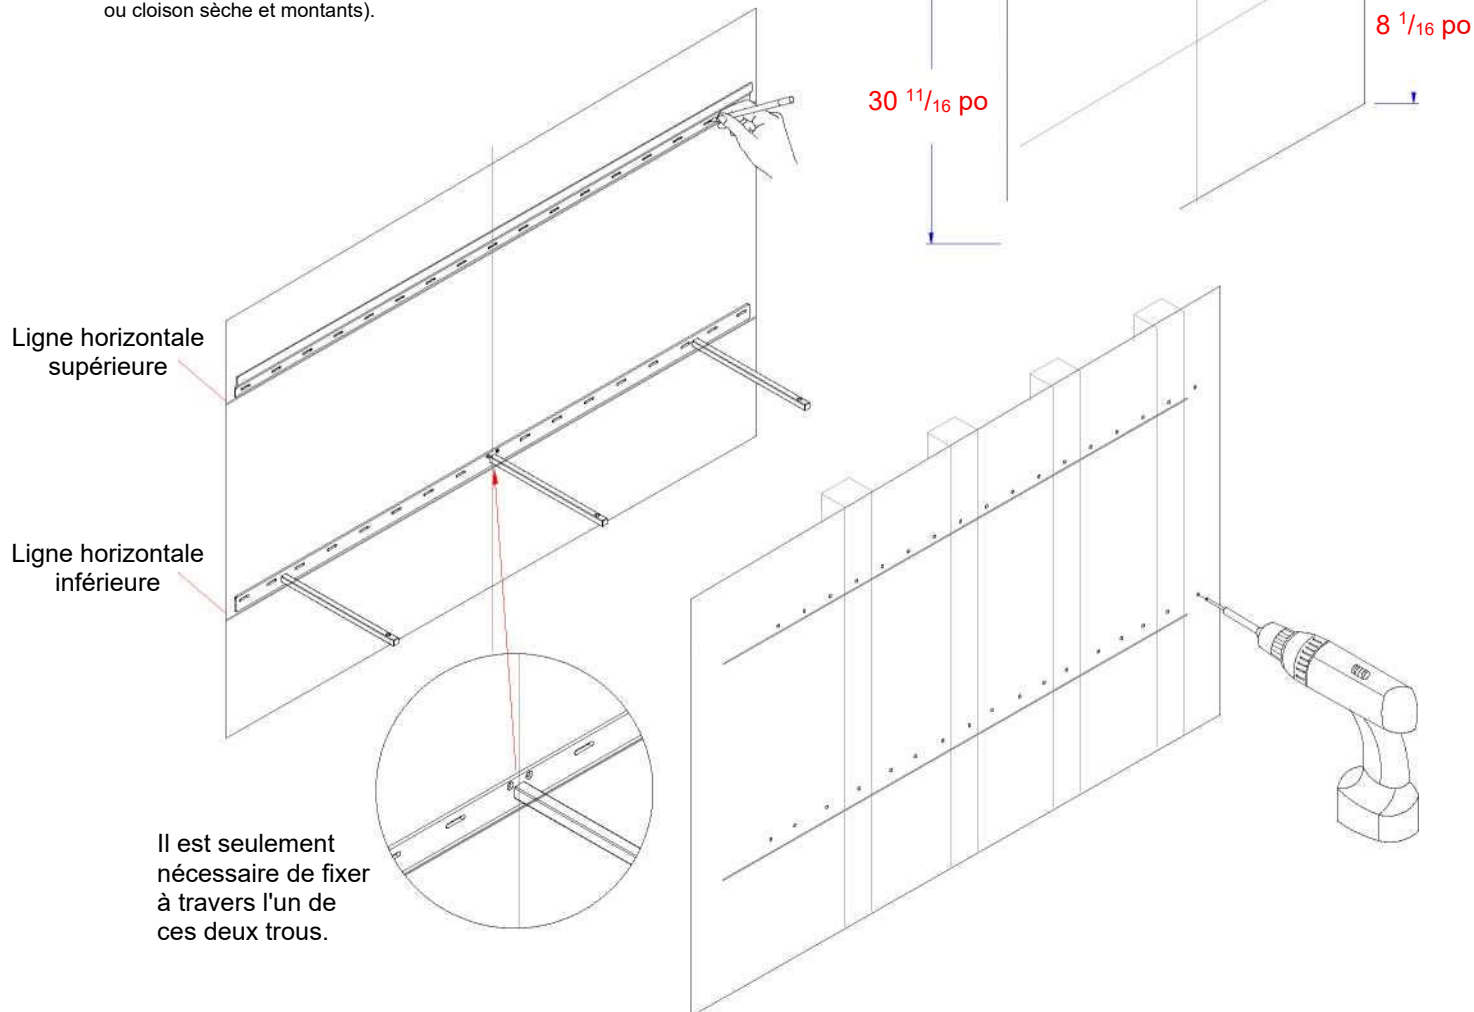 ou cloison sèche et montants).
8 1/16 po
30 11/16 po
Ligne horizontale
supérieure
Ligne horizontale
inférieure
Il est seulement
nécessaire de fixer
à travers l'un de
ces deux trous.